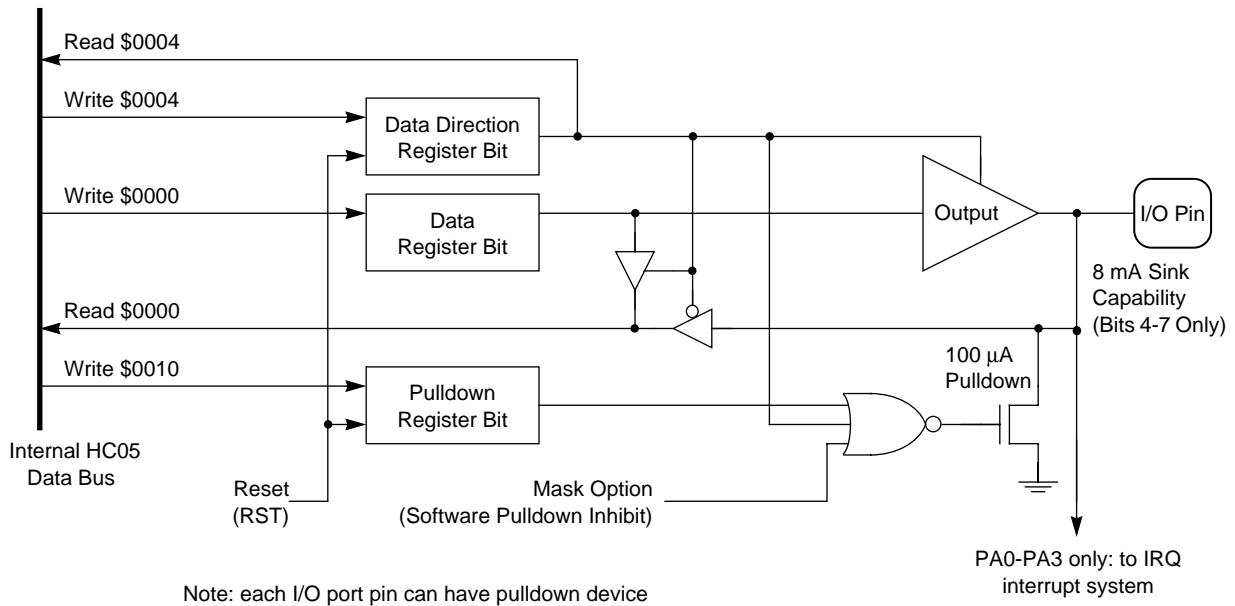 Read $0004
Write $0004
Data Direction
Register Bit
Write $0000
Data
Register Bit
Output
I/O Pin
8 mA Sink
Capability
(Bits 4-7 Only)
Read $0000
Write $0010
Pulldown
Register Bit
100 µA
Pulldown
Internal HC05
Data Bus
Reset
(RST)
Mask Option
(Software Pulldown Inhibit)
PA0-PA3 only: to IRQ
interrupt system
Note: each I/O port pin can have pulldown device